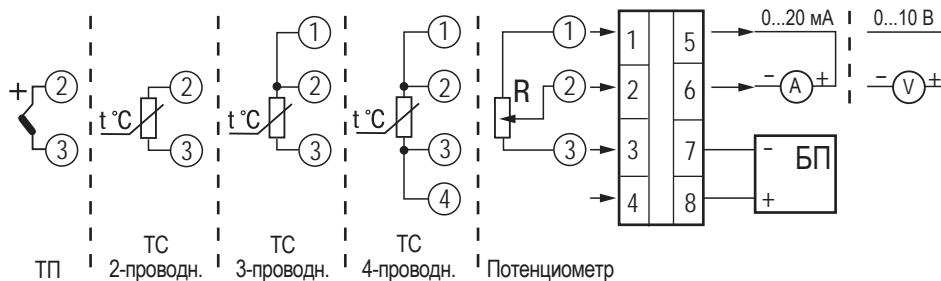 0...20 мА
0...10 В
1
1
1
1
5
+
2
2
2
2
R
2
2
6
-
A
+
-
V
+
t °C
t °C
t °C
3
3
3
3
3
3
7
-
БП
4
4
8
+
ТС
ТС
ТС
ТП
2-проводн.
3-проводн.
4-проводн.
Потенциометр